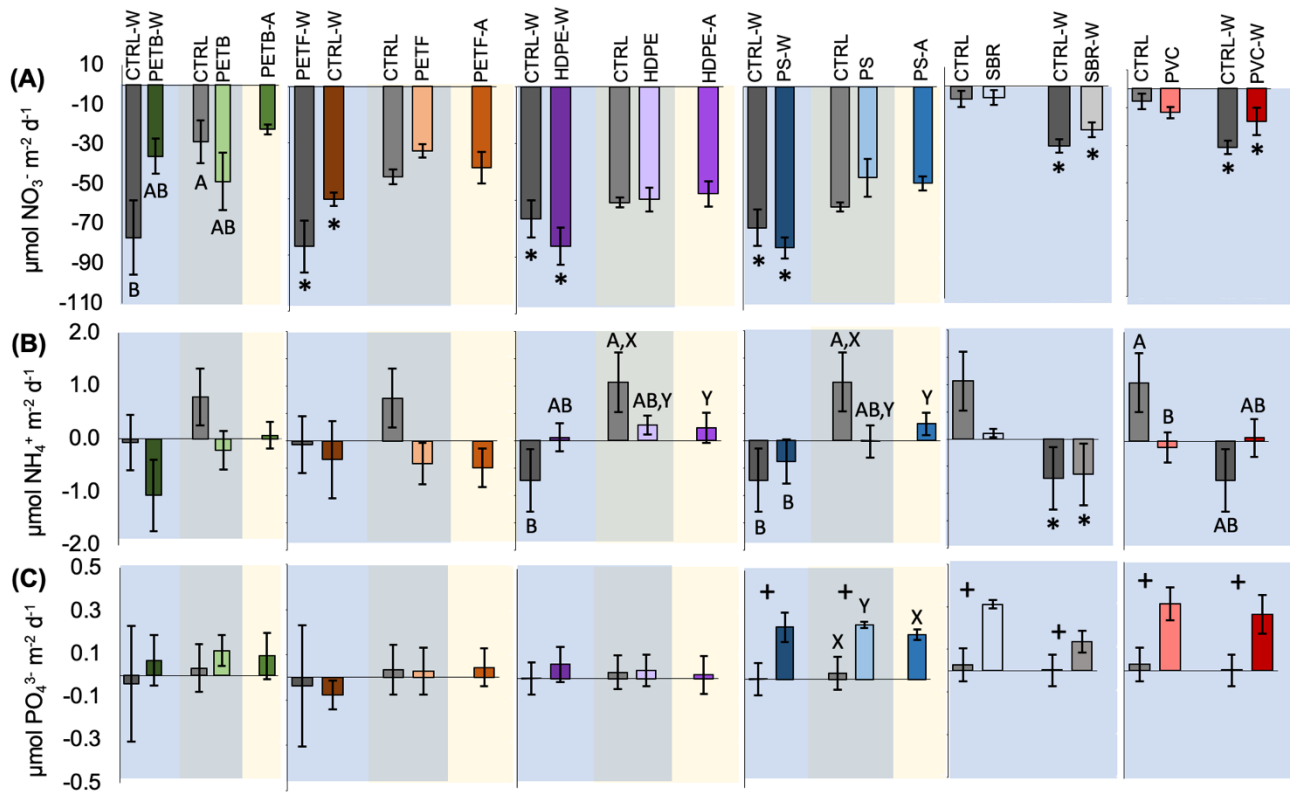 CTRL-W PETB-W CTRL PETB PETB-A PETF-W CTRL-W CTRL PETF PETF-A CTRL-W HDPE-W CTRL HDPE HDPE-A CTRL-W PS-W CTRL PS PS-A CTRL SBR CTRL-W SBR-W CTRL PVC CTRL-W PVC-W
(A)
µmol NO₃⁻ m⁻² d⁻¹
10
-10
-30
-50
-70
-90
-110
B AB A AB * * * * * * * * * *
(B)
µmol NH₄⁺ m⁻² d⁻¹
2.0
1.0
0.0
-1.0
-2.0
B AB A,X AB,Y Y B B A,X AB,Y Y * * A B AB AB
(C)
µmol PO₄³⁻ m⁻² d⁻¹
0.5
0.3
0.1
-0.1
-0.3
-0.5
+ + X Y X + + + +